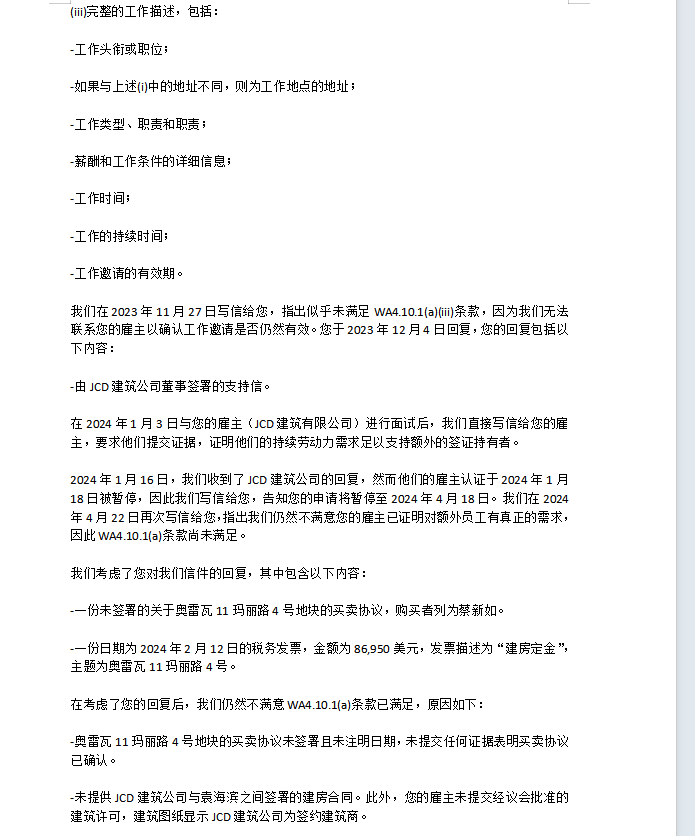 (iii)完整的工作描述，包括：
-工作头衔或职位；
-如果与上述(i)中的地址不同，则为工作地点的地址；
-工作类型、职责和职责；
-薪酬和工作条件的详细信息；
-工作时间；
-工作的持续时间；
-工作邀请的有效期。
我们在 2023 年 11 月 27 日写信给您，指出似乎未满足 WA4.10.1(a)(iii)条款，因为我们无法
联系您的雇主以确认工作邀请是否仍然有效。您于 2023 年 12 月 4 日回复，您的回复包括以
下内容：
-由 JCD 建筑公司董事签署的支持信。
在 2024 年 1 月 3 日与您的雇主（JCD 建筑有限公司）进行面试后，我们直接写信给您的雇
主，要求他们提交证据，证明他们的持续劳动力需求足以支持额外的签证持有者。
2024 年 1 月 16 日，我们收到了 JCD 建筑公司的回复，然而他们的雇主认证于 2024 年 1 月
18 日被暂停，因此我们写信给您，告知您的申请将暂停至 2024 年 4 月 18 日。我们在 2024
年 4 月 22 日再次写信给您，指出我们仍然不满意您的雇主已证明对额外员工有真正的需求，
因此 WA4.10.1(a)条款尚未满足。
我们考虑了您对我们信件的回复，其中包含以下内容：
-一份未签署的关于奥雷瓦 11 玛丽路 4 号地块的买卖协议，购买者列为蔡新如。
-一份日期为 2024 年 2 月 12 日的税务发票，金额为 86,950 美元，发票描述为“建房定金”，
主题为奥雷瓦 11 玛丽路 4 号。
在考虑了您的回复后，我们仍然不满意 WA4.10.1(a)条款已满足，原因如下：
-奥雷瓦 11 玛丽路 4 号地块的买卖协议未签署且未注明日期，未提交任何证据表明买卖协议
已确认。
-未提供 JCD 建筑公司与袁海滨之间签署的建房合同。此外，您的雇主未提交经议会批准的
建筑许可，建筑图纸显示 JCD 建筑公司为签约建筑商。